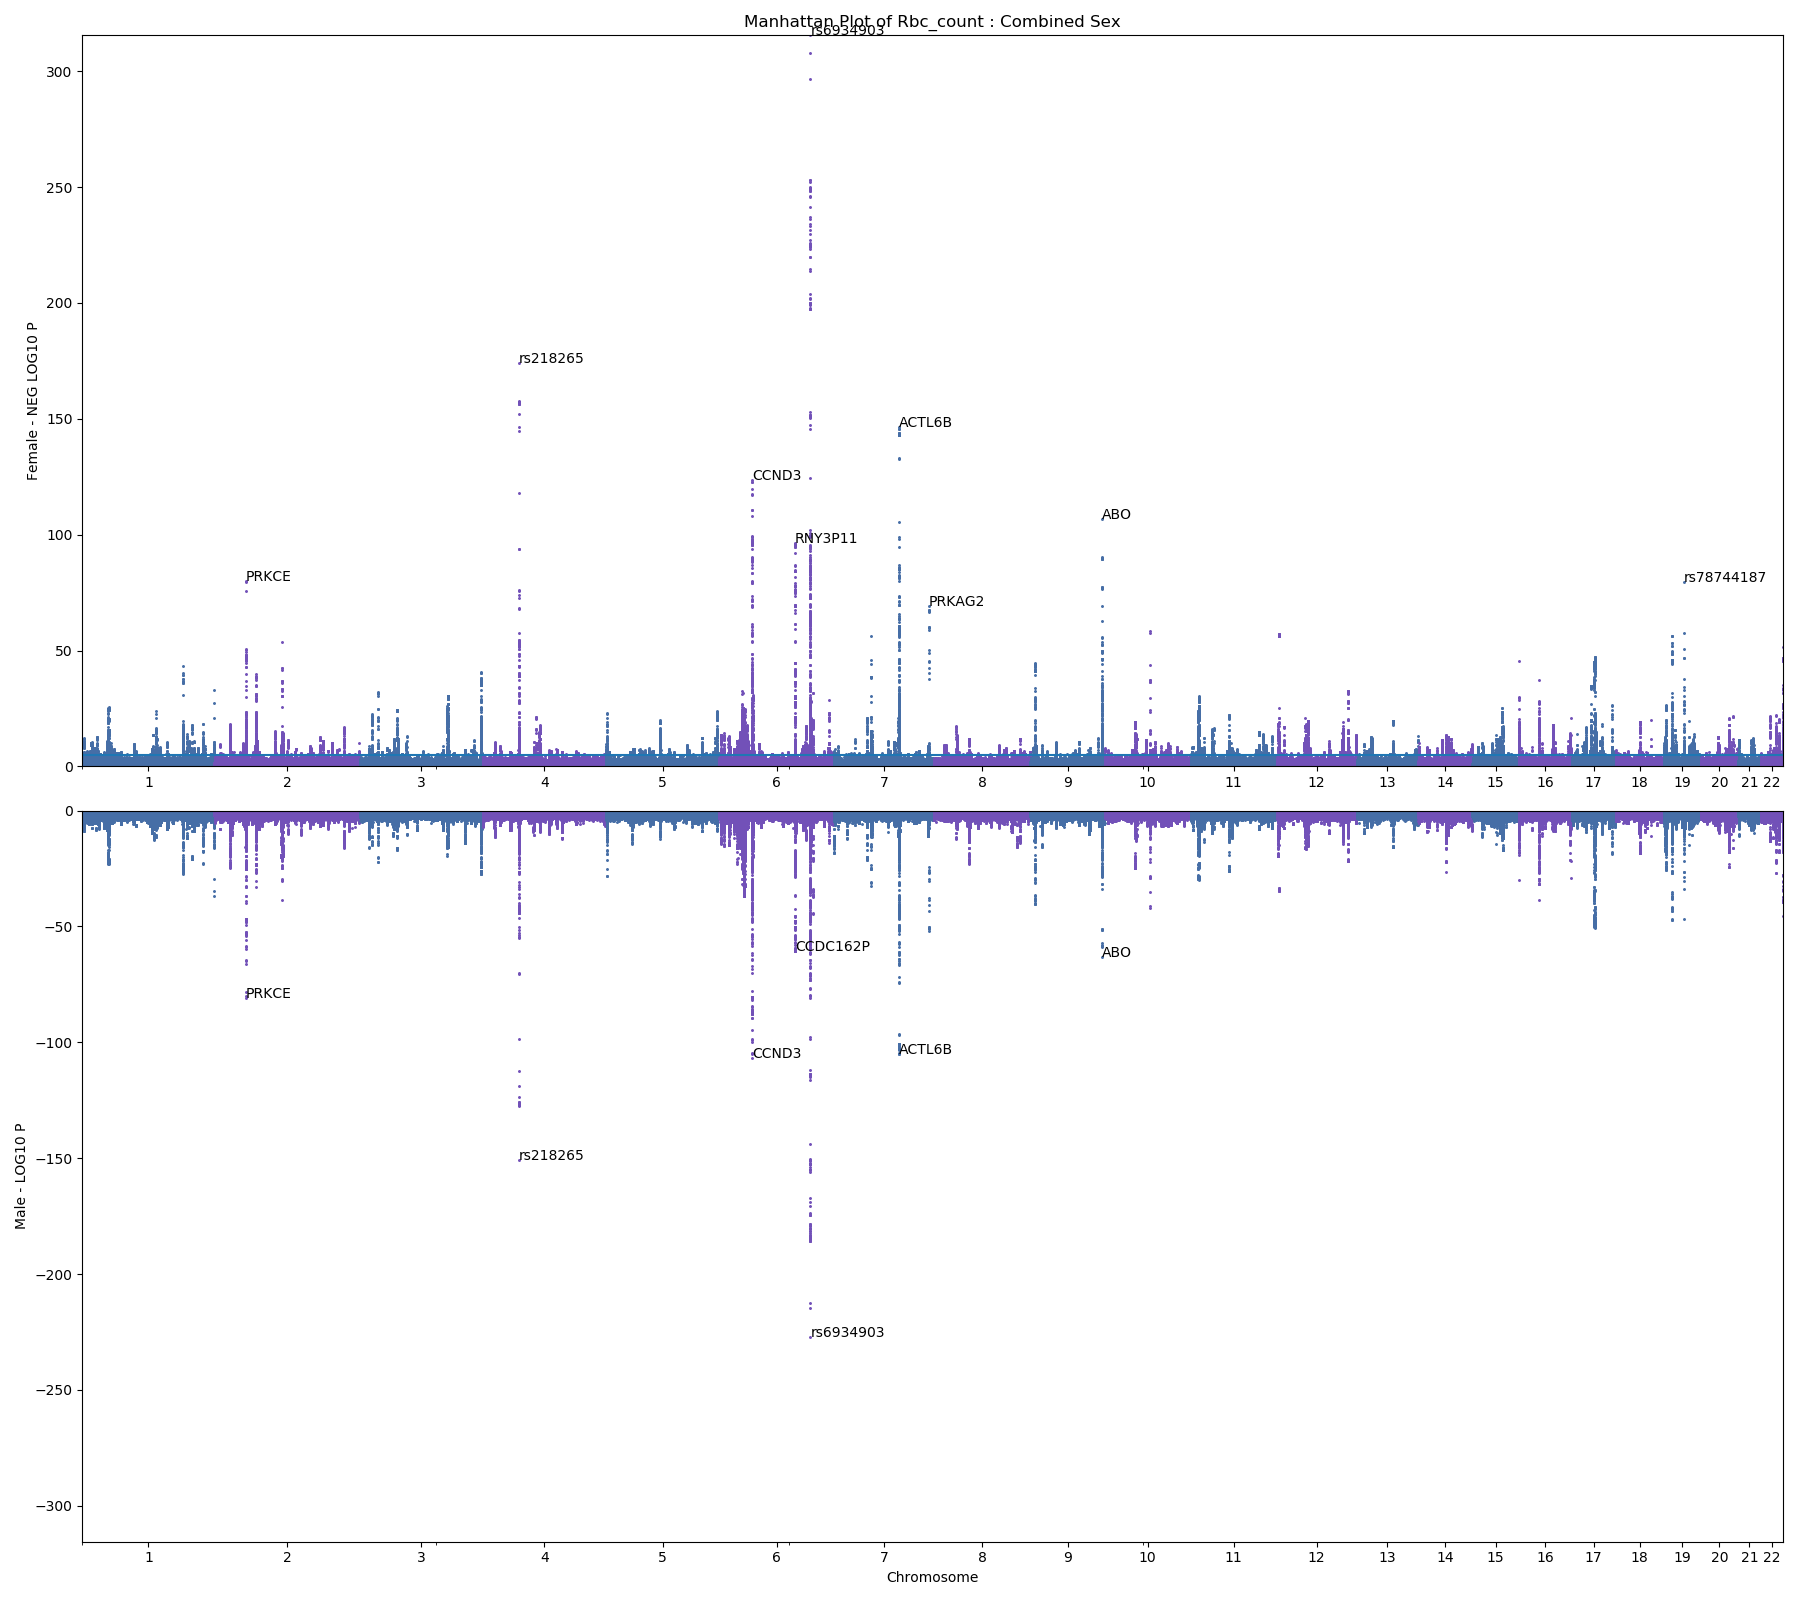 Manhattan Plot of Rbc_count : Combined Sex
rs6934903
300
250
200
rs218265
150
ACTL6B
CCND3
ABO
100
RNY3P11
PRKCE
rs78744187
PRKAG2
50
0
Female - NEG LOG10 P
1 2 3 4 5 6 7 8 9 10 11 12 13 14 15 16 17 18 19 20 21 22
0
−50
CCDC162P
ABO
PRKCE
−100
CCND3
ACTL6B
−150
rs218265
−200
rs6934903
−250
−300
Male - LOG10 P
1 2 3 4 5 6 7 8 9 10 11 12 13 14 15 16 17 18 19 20 21 22
Chromosome